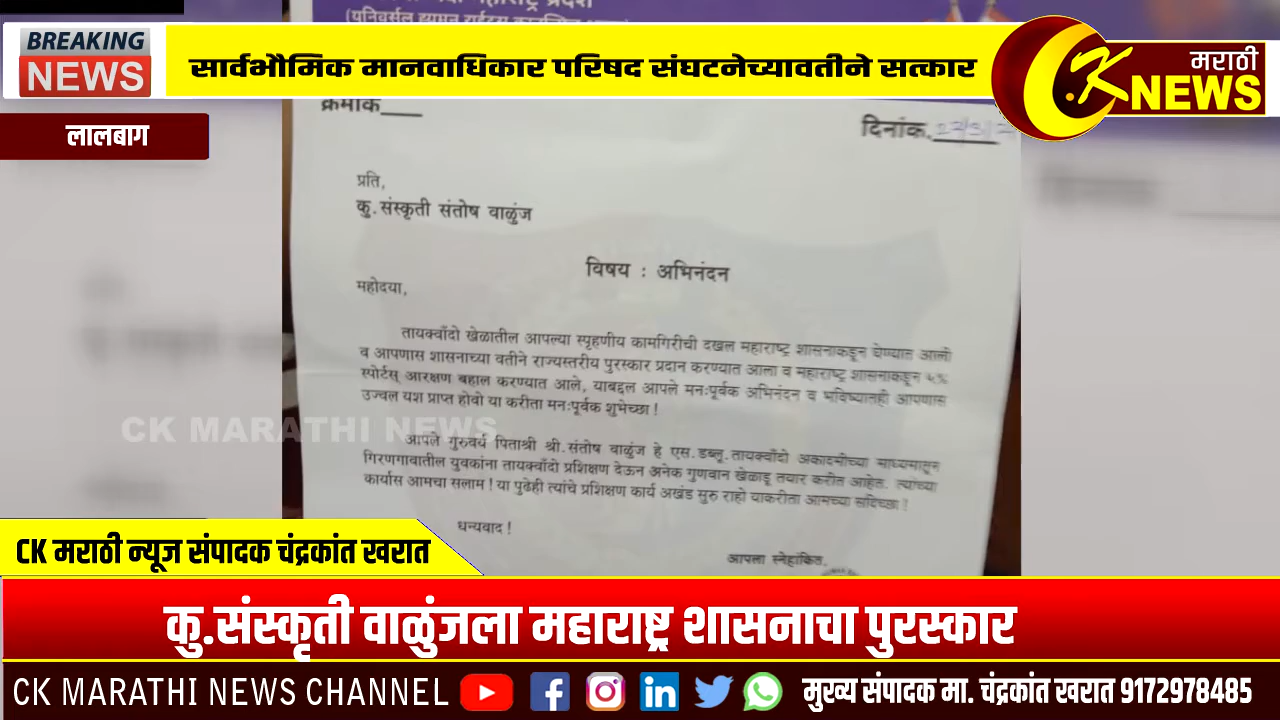 BREAKING
NEWS
सार्वभौमिक मानवाधिकार परिषद संघटनेच्यावतीने सत्कार
मराठी
CK NEWS
लालबाग
क्रमांक
दिनांक.
प्रति,
कु.संस्कृती संतोष वाळुंज
विषय : अभिनंदन
महोदया,
तायक्वाँदो खेळातील आपल्या स्पृहणीय कामगिरीची दखल महाराष्ट्र शासनाकडून घेण्यात आली
व आपणास शासनाच्या वतीने राज्यस्तरीय पुरस्कार प्रदान करण्यात आला व महाराष्ट्र शासनाकडून ५%
स्पोर्टस् आरक्षण बहाल करण्यात आले, याबद्दल आपले मनःपूर्वक अभिनंदन व भविष्यातही आपणास
उज्वल यश प्राप्त होवो या करीता मनःपूर्वक शुभेच्छा !
CK MARATHI NEWS
आपले गुरुवर्य पिताश्री श्री.संतोष वाळुंज हे एस.डब्लू.तायक्वाँदो अकादमीच्या माध्यमातून
गिरणगावातील युवकांना तायक्वाँदो प्रशिक्षण देऊन अनेक गुणवान खेळाडू तयार करीत आहेत. त्यांच्या
कार्यास आमचा सलाम ! या पुढेही त्यांचे प्रशिक्षण कार्य अखंड सुरु राहो याकरीता आमच्या सदिच्छा !
धन्यवाद !
आपला स्नेहांकित,
CK मराठी न्यूज संपादक चंद्रकांत खरात
कु.संस्कृती वाळुंजला महाराष्ट्र शासनाचा पुरस्कार
CK MARATHI NEWS CHANNEL
मुख्य संपादक मा. चंद्रकांत खरात 9172978485